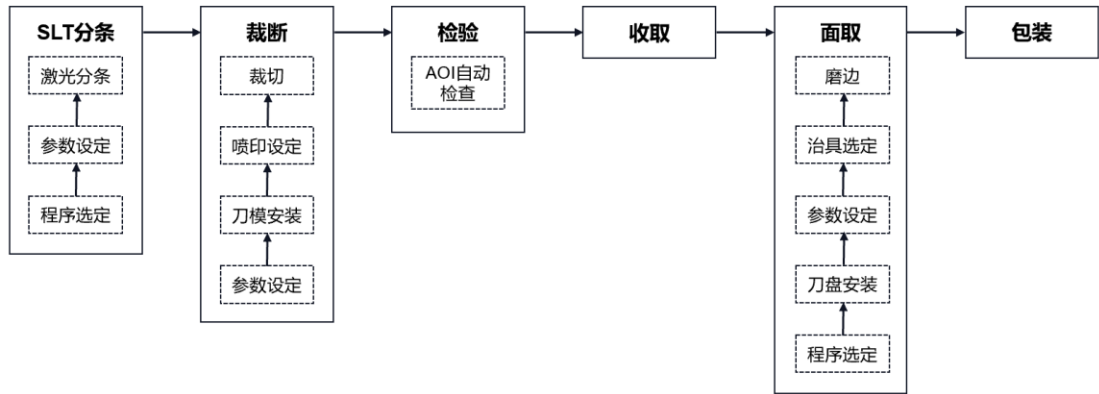 SLT分条
激光分条
参数设定
程序选定
裁断
裁切
喷印设定
刀模安装
参数设定
检验
AOI自动
检查
收取
面取
磨边
治具选定
参数设定
刀盘安装
程序选定
包装